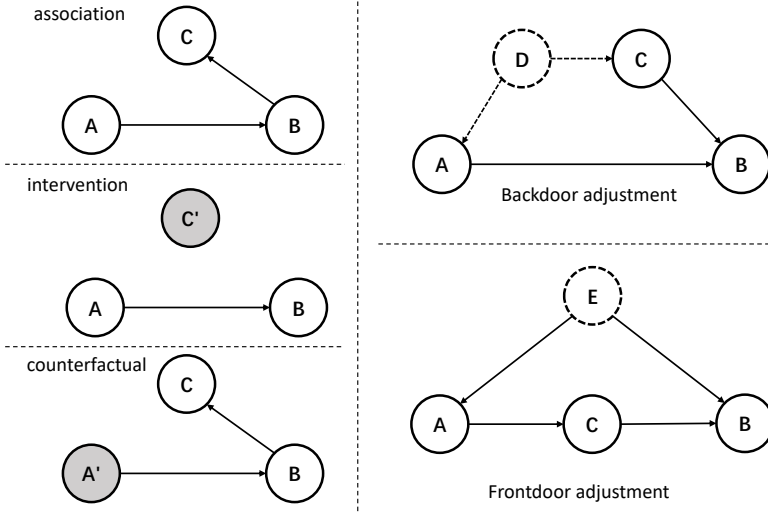 association
C
A
B
intervention
C'
A
B
counterfactual
C
A'
B
D
C
A
B
Backdoor adjustment
E
A
C
B
Frontdoor adjustment